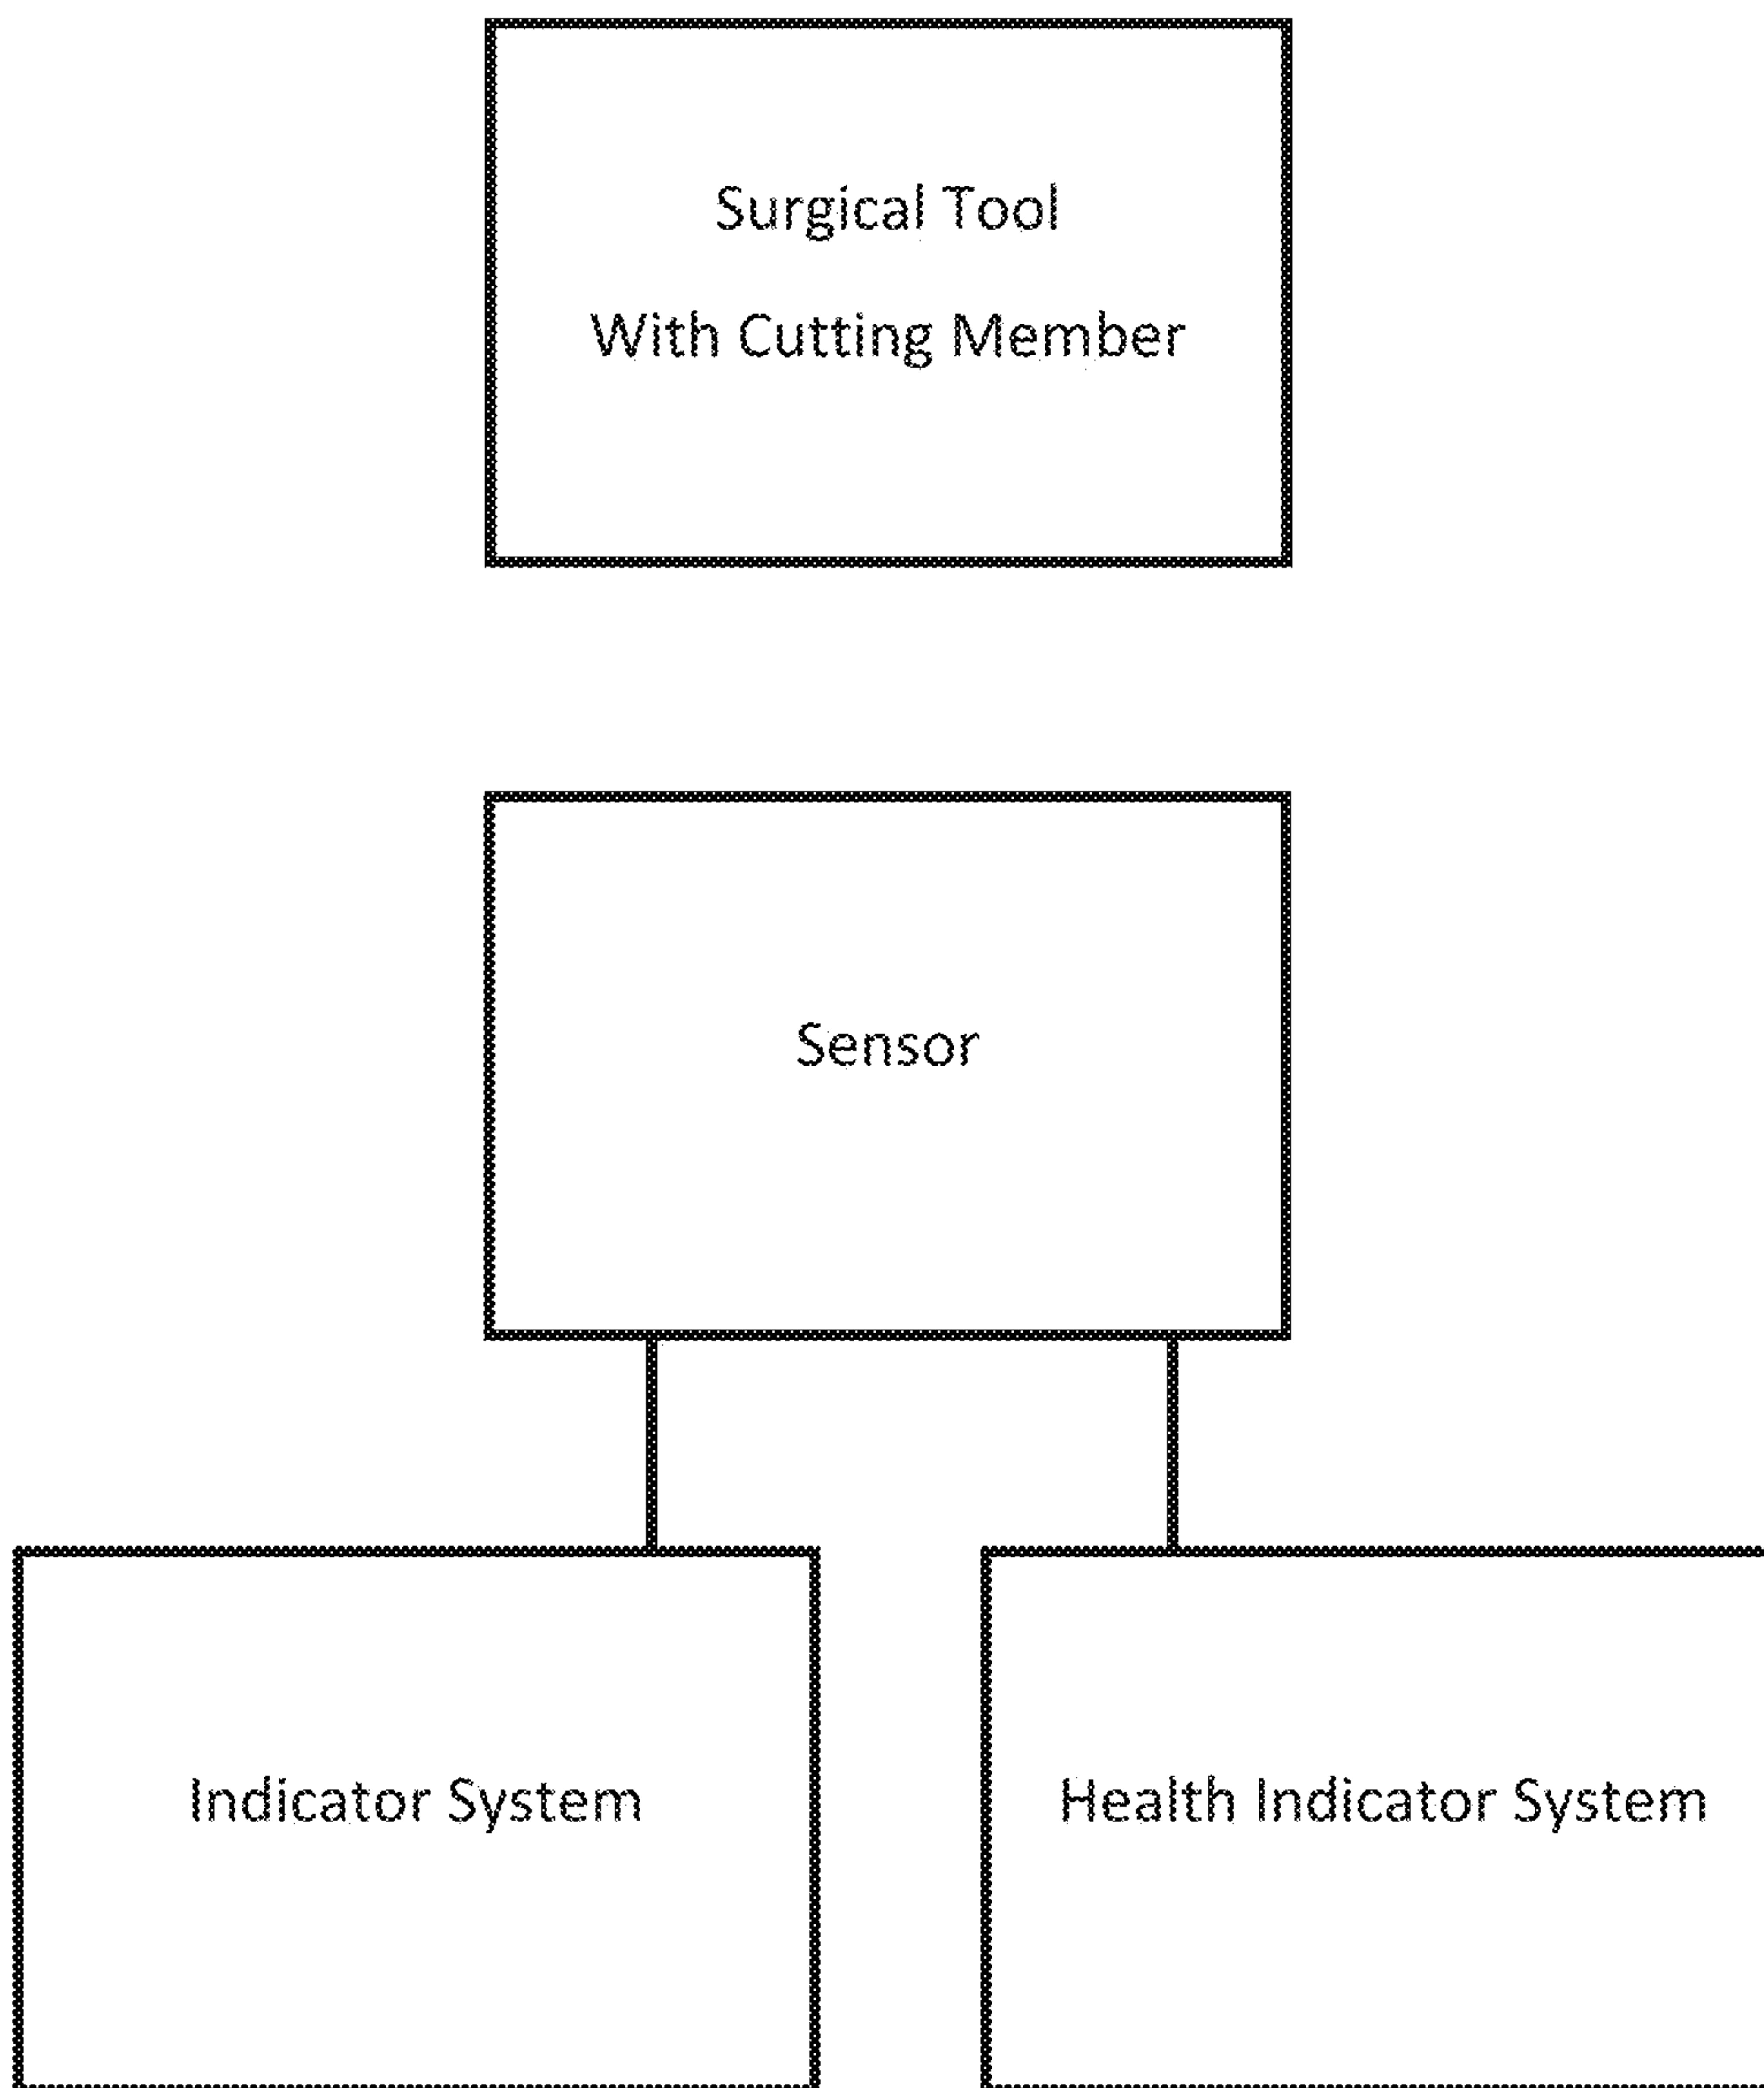 Surgical Tool
With Cutting Member
Sensor
Indicator System
Health Indicator System